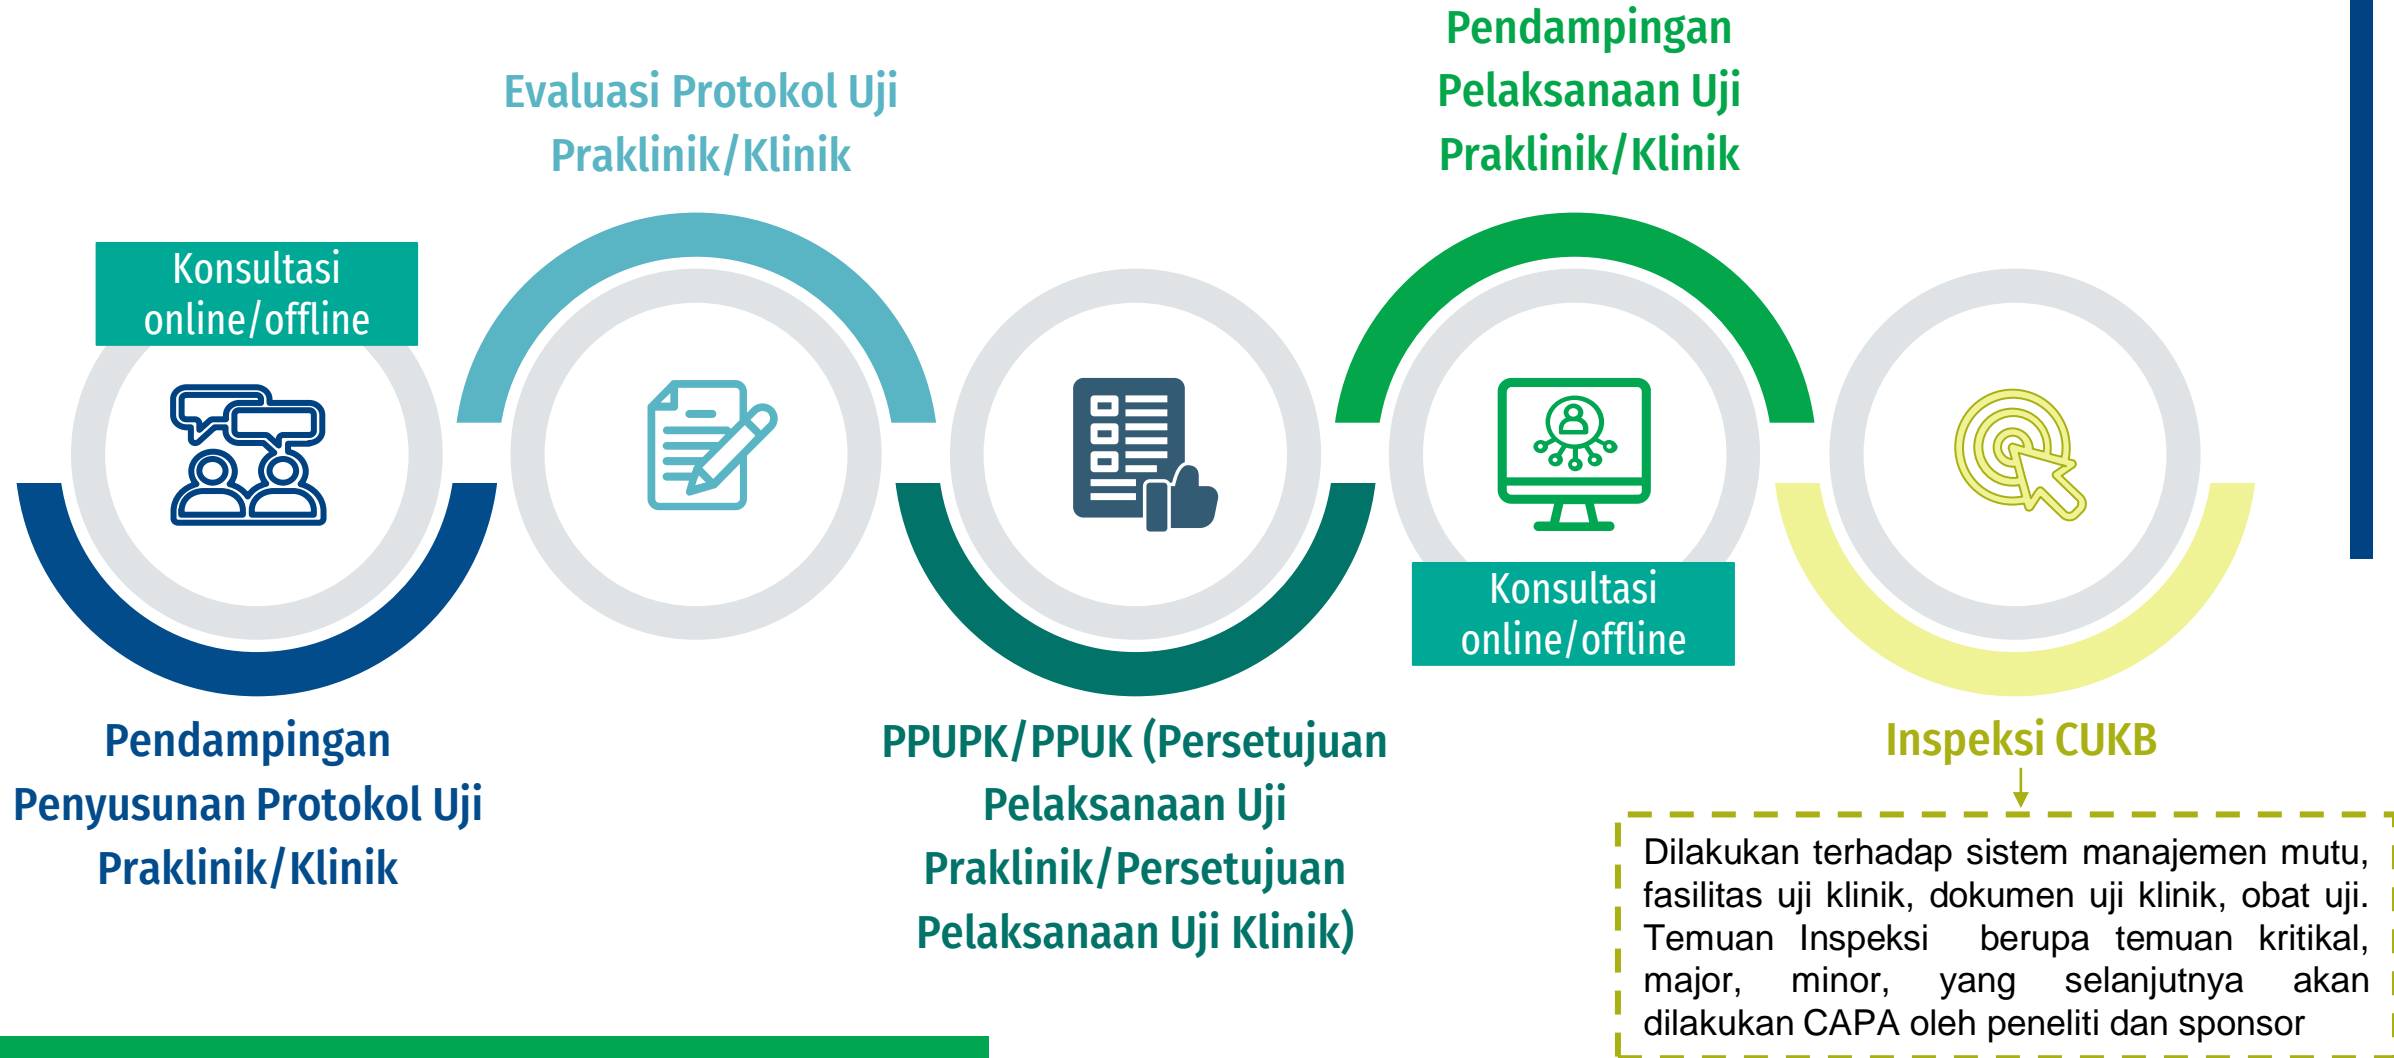 Konsultasi
online/offline
Pendampingan
Penyusunan Protokol Uji
Praklinik/Klinik
Evaluasi Protokol Uji
Praklinik/Klinik
PPUPK/PPUK (Persetujuan
Pelaksanaan Uji
Praklinik/Persetujuan
Pelaksanaan Uji Klinik)
Pendampingan
Pelaksanaan Uji
Praklinik/Klinik
Konsultasi
online/offline
Inspeksi CUKB
Dilakukan terhadap sistem manajemen mutu,
fasilitas uji klinik, dokumen uji klinik, obat uji.
Temuan Inspeksi berupa temuan kritikal,
major, minor, yang selanjutnya akan
dilakukan CAPA oleh peneliti dan sponsor